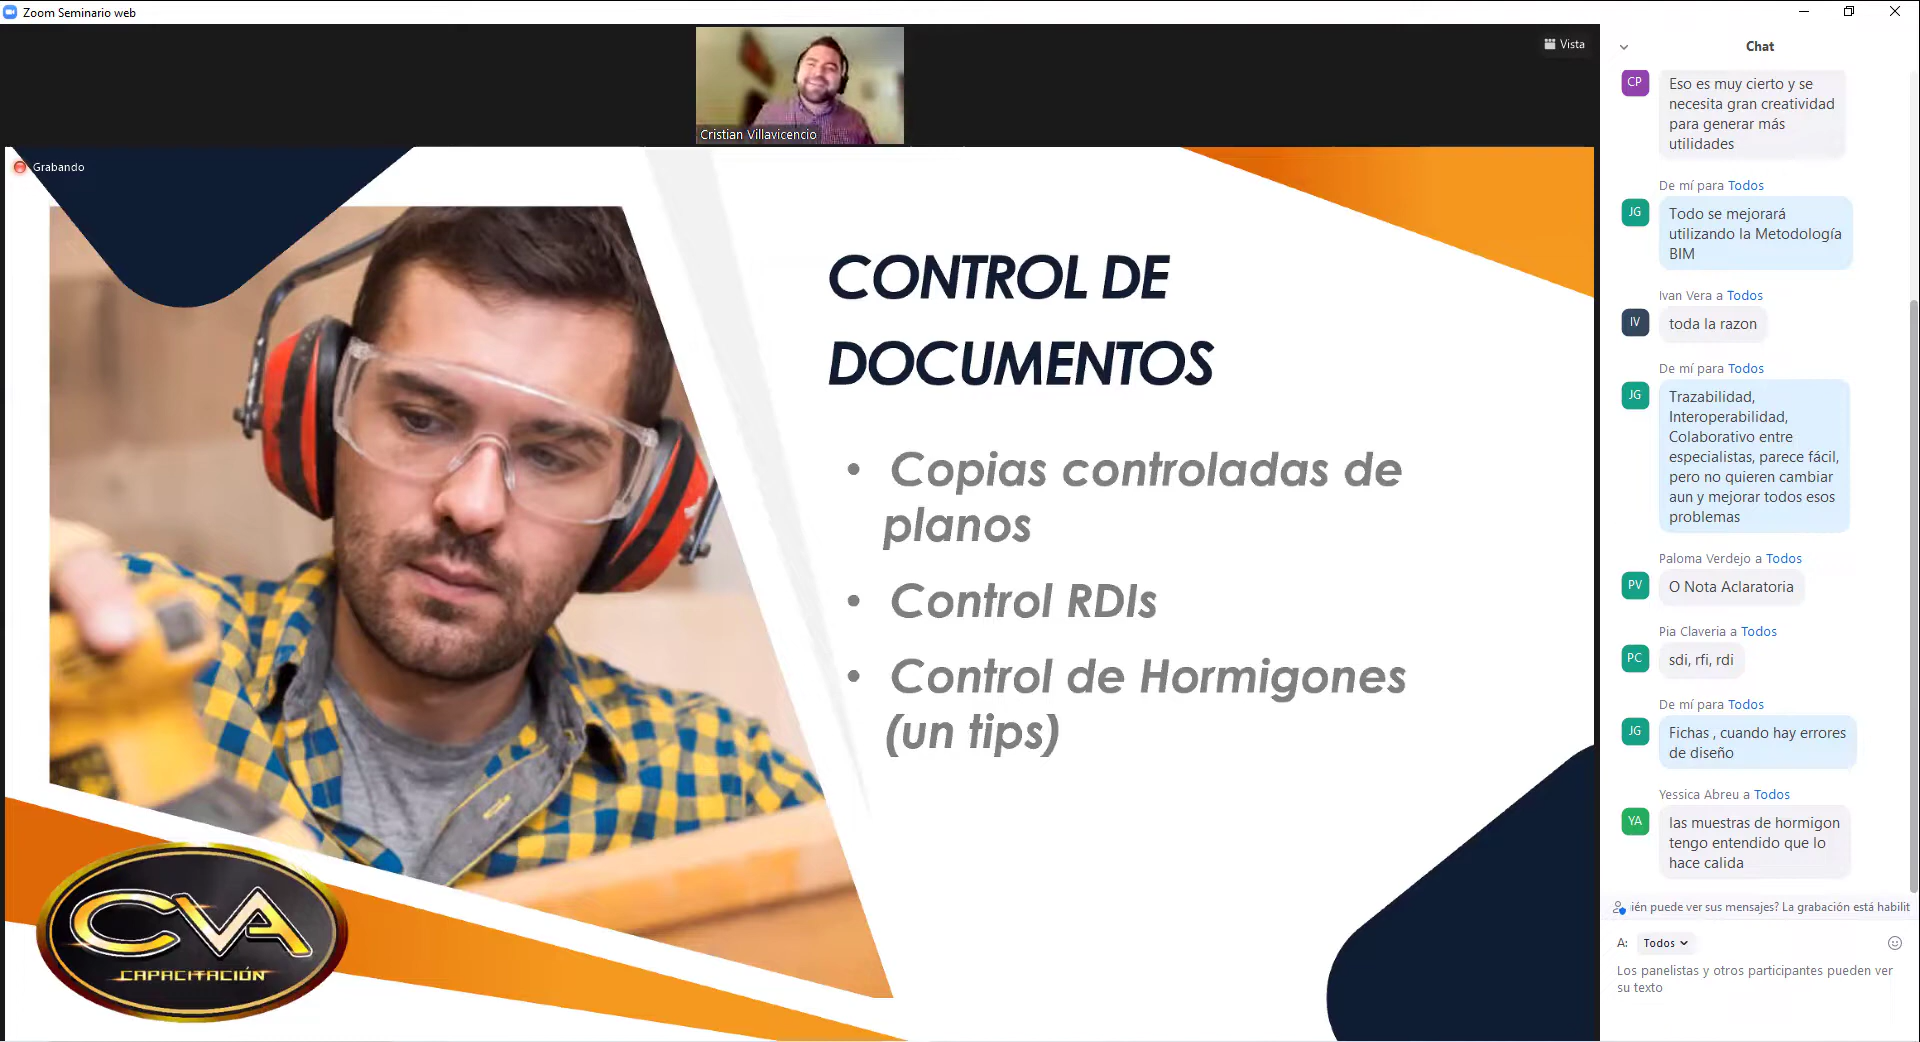 Zoom Seminario web
Vista
Cristian Villavicencio
Grabando
CONTROL DE
DOCUMENTOS
• Copias controladas de
planos
• Control RDIs
• Control de Hormigones
(un tips)
CVA
CAPACITACIÓN
Chat
CP
Eso es muy cierto y se
necesita gran creatividad
para generar más
utilidades
De mí para Todos
JG
Todo se mejorará
utilizando la Metodología
BIM
Ivan Vera a Todos
IV
toda la razon
De mí para Todos
JG
Trazabilidad,
Interoperabilidad,
Colaborativo entre
especialistas, parece fácil,
pero no quieren cambiar
aun y mejorar todos esos
problemas
Paloma Verdejo a Todos
PV
O Nota Aclaratoria
Pia Claveria a Todos
PC
sdi, rfi, rdi
De mí para Todos
JG
Fichas , cuando hay errores
de diseño
Yessica Abreu a Todos
YA
las muestras de hormigon
tengo entendido que lo
hace calida
ién puede ver sus mensajes? La grabación está habilit
A: Todos
Los panelistas y otros participantes pueden ver
su texto